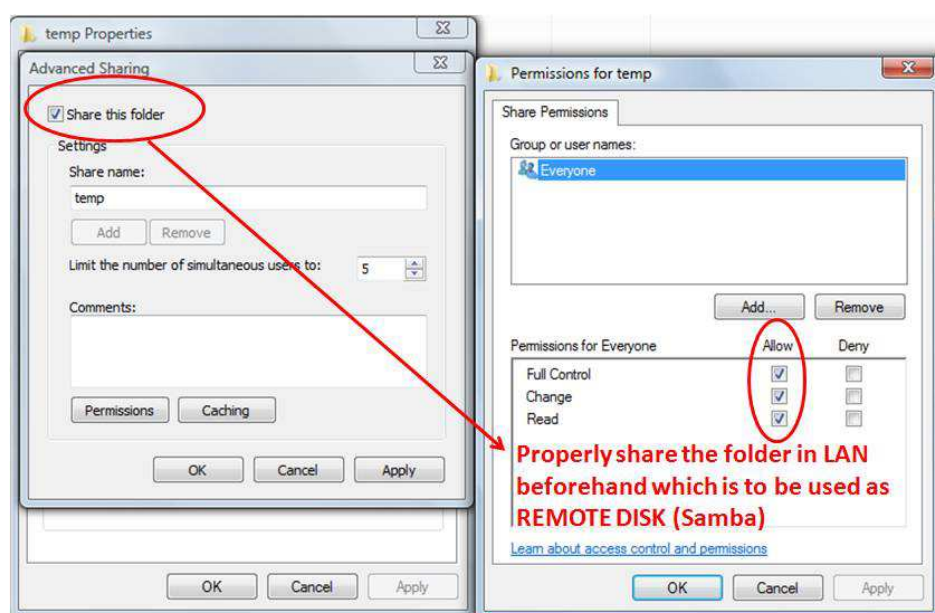 temp Properties
Advanced Sharing
Share this folder
Settings
Share name:
temp
Add Remove
Limit the number of simultaneous users to: 5
Comments:
Permissions Caching
OK Cancel Apply
OK Cancel Apply
Permissions for temp
Share Permissions
Group or user names:
Everyone
Add... Remove
Permissions for Everyone Allow Deny
Full Control
Change
Read
Properly share the folder in LAN
beforehand which is to be used as
REMOTE DISK (Samba)
Learn about access control and permissions
OK Cancel Apply